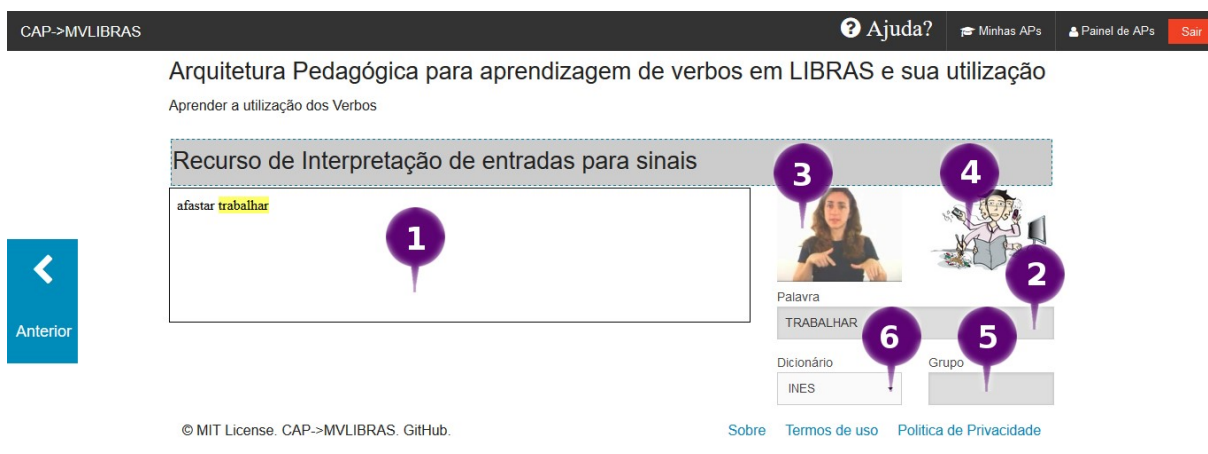 CAP->MVLIBRAS
? Ajuda?
Minhas APs
Painel de APs
Sair
Arquitetura Pedagógica para aprendizagem de verbos em LIBRAS e sua utilização
Aprender a utilização dos Verbos
Recurso de Interpretação de entradas para sinais
3
4
afastar trabalhar
1
2
Anterior
Palavra
TRABALHAR
6
5
Dicionário
Grupo
INES
© MIT License. CAP->MVLIBRAS. GitHub.
Sobre
Termos de uso
Politica de Privacidade